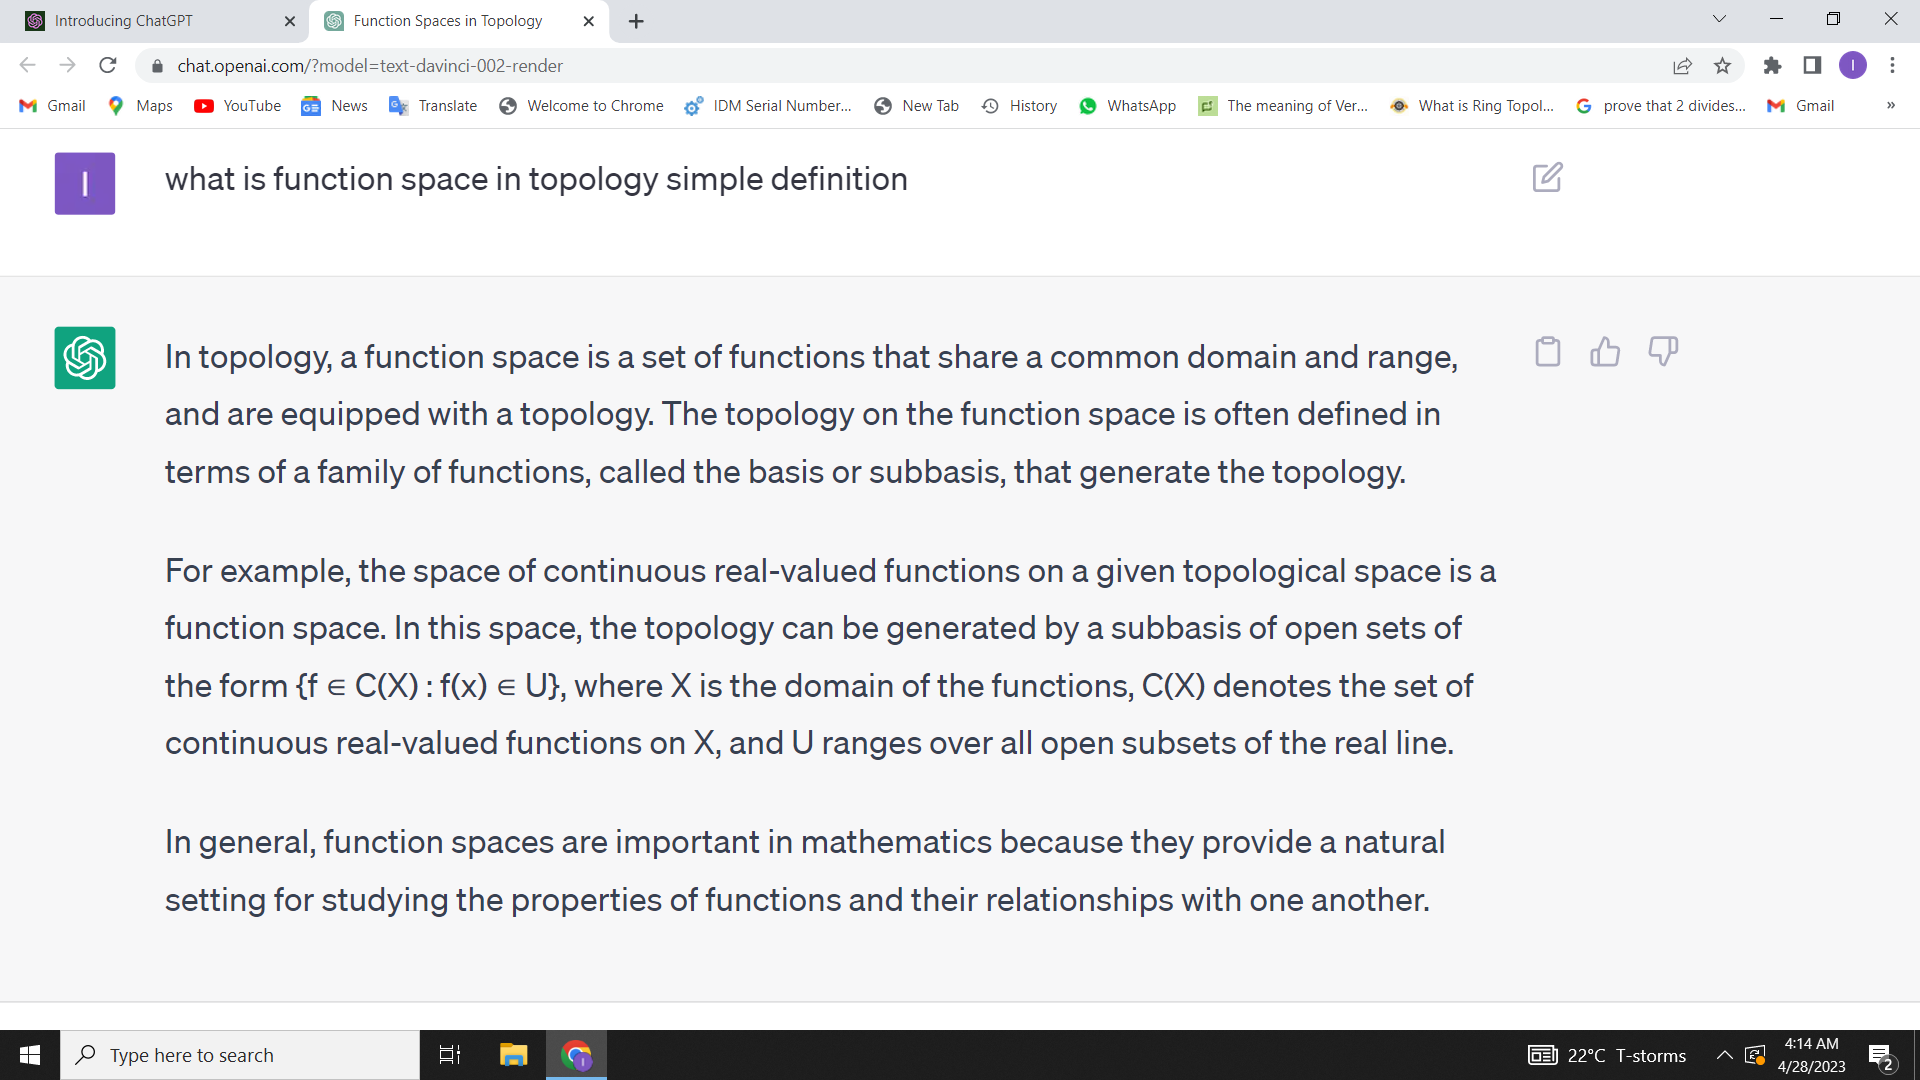 Introducing ChatGPT
Function Spaces in Topology
chat.openai.com/?model=text-davinci-002-render
I
Gmail
Maps
YouTube
News
Translate
Welcome to Chrome
IDM Serial Number...
New Tab
History
WhatsApp
The meaning of Ver...
What is Ring Topol...
prove that 2 divides...
Gmail
»
I
what is function space in topology simple definition
In topology, a function space is a set of functions that share a common domain and range,
and are equipped with a topology. The topology on the function space is often defined in
terms of a family of functions, called the basis or subbasis, that generate the topology.
For example, the space of continuous real-valued functions on a given topological space is a
function space. In this space, the topology can be generated by a subbasis of open sets of
the form {f ∈ C(X) : f(x) ∈ U}, where X is the domain of the functions, C(X) denotes the set of
continuous real-valued functions on X, and U ranges over all open subsets of the real line.
In general, function spaces are important in mathematics because they provide a natural
setting for studying the properties of functions and their relationships with one another.
Type here to search
22°C T-storms
4:14 AM
4/28/2023
2